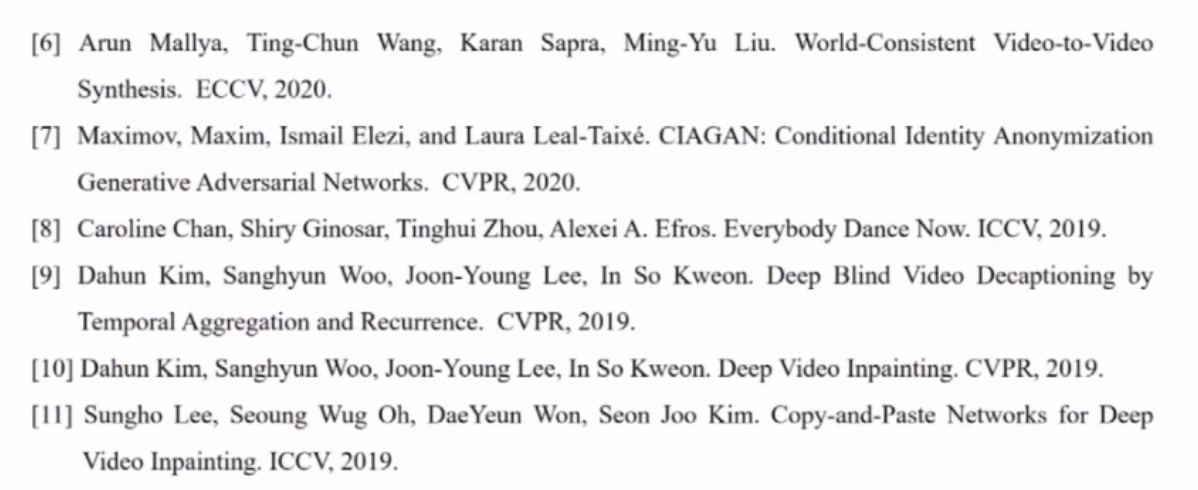 [6] Arun Mallya, Ting-Chun Wang, Karan Sapra, Ming-Yu Liu. World-Consistent Video-to-Video
Synthesis. ECCV, 2020.
[7] Maximov, Maxim, Ismail Elezi, and Laura Leal-Taixé. CIAGAN: Conditional Identity Anonymization
Generative Adversarial Networks. CVPR, 2020.
[8] Caroline Chan, Shiry Ginosar, Tinghui Zhou, Alexei A. Efros. Everybody Dance Now. ICCV, 2019.
[9] Dahun Kim, Sanghyun Woo, Joon-Young Lee, In So Kweon. Deep Blind Video Decaptioning by
Temporal Aggregation and Recurrence. CVPR, 2019.
[10] Dahun Kim, Sanghyun Woo, Joon-Young Lee, In So Kweon. Deep Video Inpainting. CVPR, 2019.
[11] Sungho Lee, Seoung Wug Oh, DaeYeun Won, Seon Joo Kim. Copy-and-Paste Networks for Deep
Video Inpainting. ICCV, 2019.